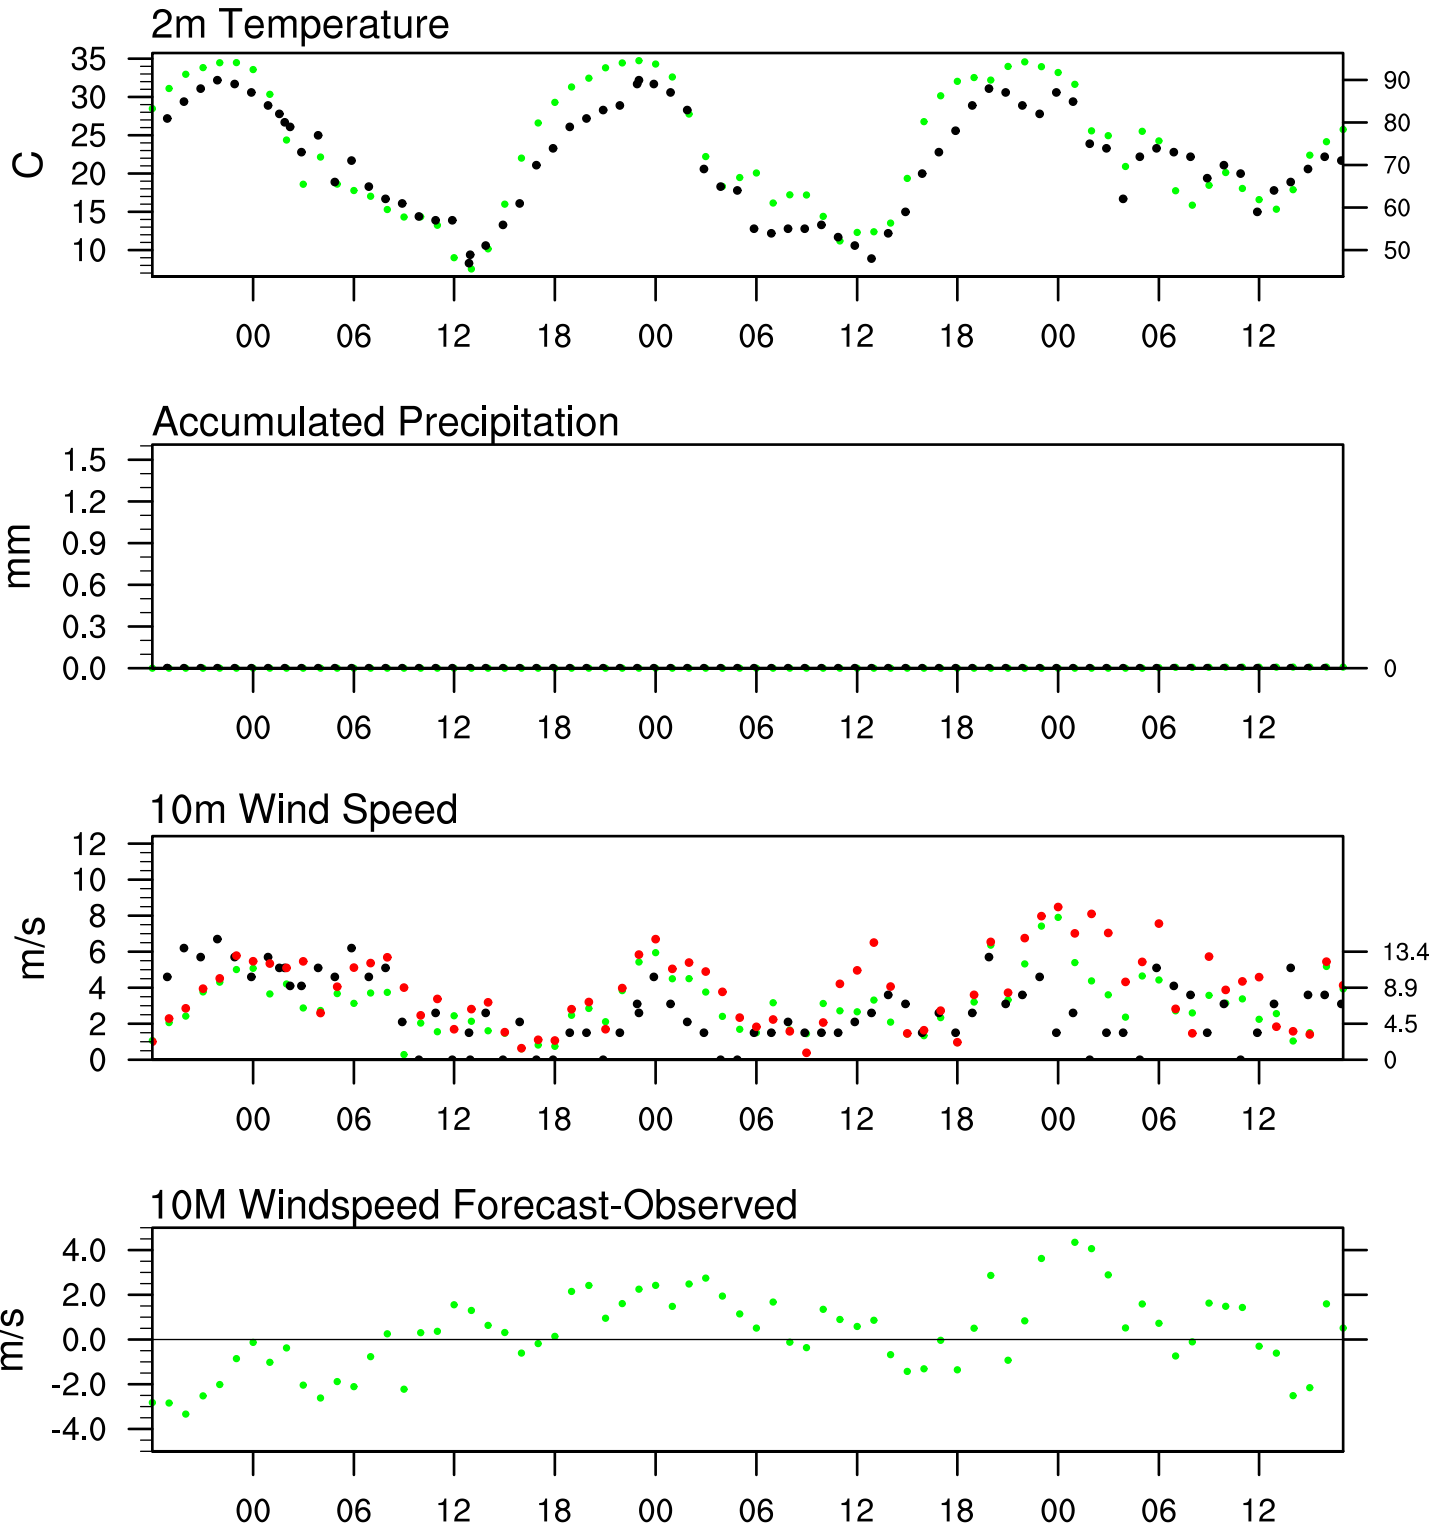 2m Temperature
35
30
25
20
15
10
C
90
80
70
60
50
00 06 12 18 00 06 12 18 00 06 12
Accumulated Precipitation
1.5
1.2
0.9
0.6
0.3
0.0
mm
0
00 06 12 18 00 06 12 18 00 06 12
10m Wind Speed
12
10
8
6
4
2
0
m/s
13.4
8.9
4.5
0
00 06 12 18 00 06 12 18 00 06 12
10M Windspeed Forecast-Observed
4.0
2.0
0.0
-2.0
-4.0
m/s
00 06 12 18 00 06 12 18 00 06 12